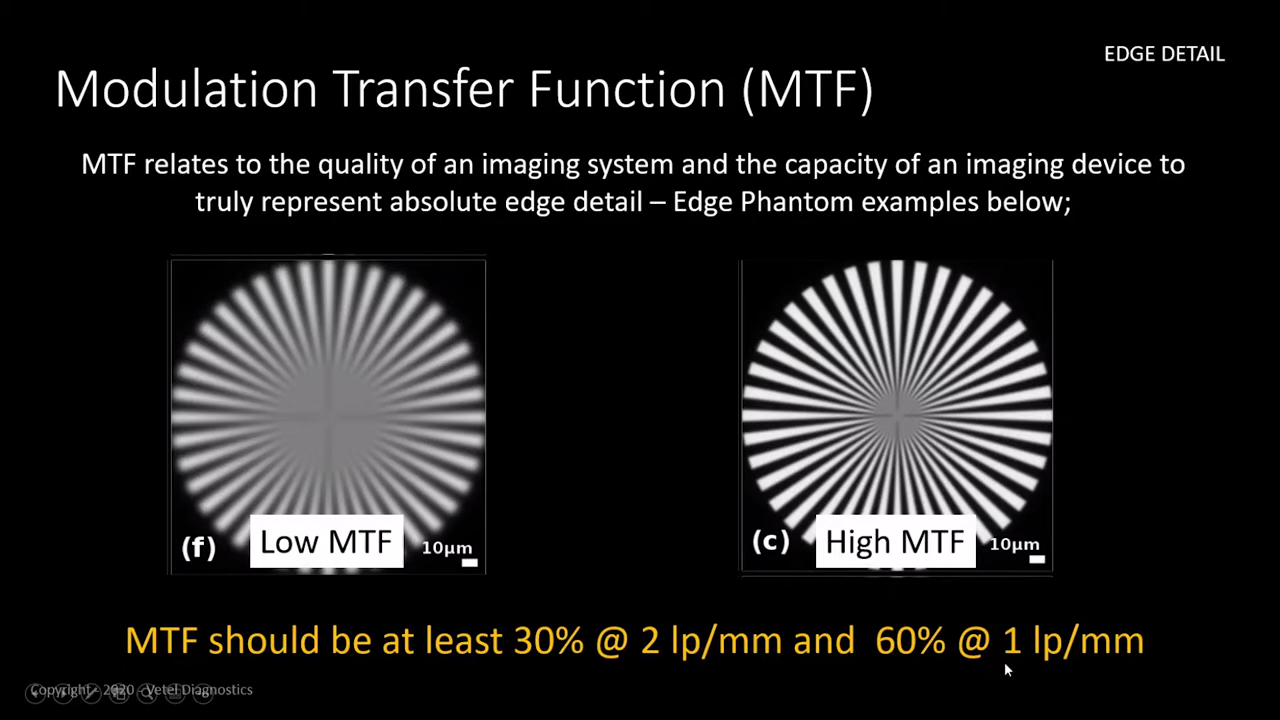 EDGE DETAIL
Modulation Transfer Function (MTF)
MTF relates to the quality of an imaging system and the capacity of an imaging device to
truly represent absolute edge detail – Edge Phantom examples below;
(f) Low MTF 10µm
(c) High MTF 10µm
MTF should be at least 30% @ 2 lp/mm and  60% @ 1 lp/mm
Copyright - 2020 - Vetel Diagnostics